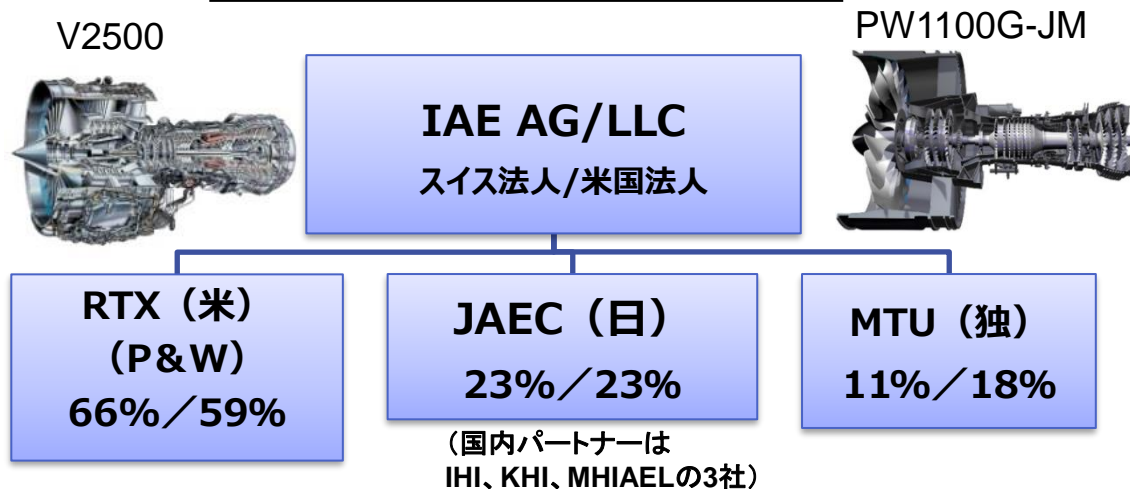 V2500
PW1100G-JM
IAE AG/LLC
スイス法人/米国法人
RTX（米）
（P&W）
66%／59%
JAEC（日）
23%／23%
MTU（独）
11%／18%
（国内パートナーは
IHI、KHI、MHIAELの3社）